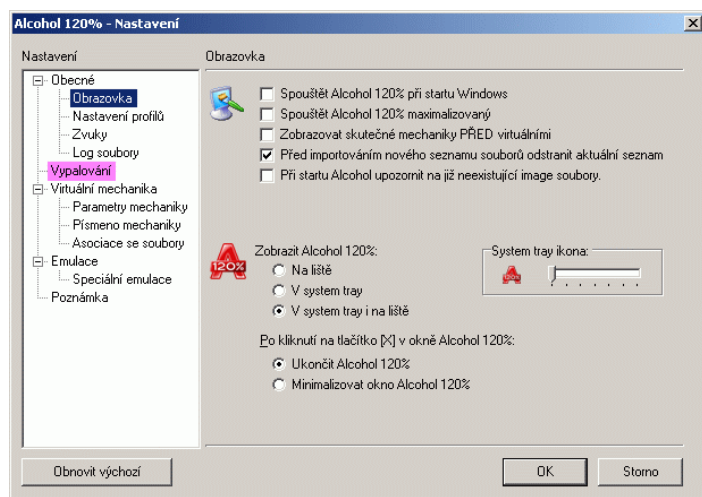 Alcohol 120% - Nastavení
Nastavení
Obecné
Obrazovka
Nastavení profilů
Zvuky
Log soubory
Vypalování
Virtuální mechanika
Parametry mechaniky
Písmeno mechaniky
Asociace se soubory
Emulace
Speciální emulace
Poznámka
Obrazovka
Spouštět Alcohol 120% při startu Windows
Spouštět Alcohol 120% maximalizovaný
Zobrazovat skutečné mechaniky PŘED virtuálními
Před importováním nového seznamu souborů odstranit aktuální seznam
Při startu Alcohol upozornit na již neexistující image soubory.
120%
Zobrazit Alcohol 120%:
Na liště
V system tray
V system tray i na liště
System tray ikona:
Po kliknutí na tlačítko [X] v okně Alcohol 120%:
Ukončit Alcohol 120%
Minimalizovat okno Alcohol 120%
Obnovit výchozí
OK
Storno